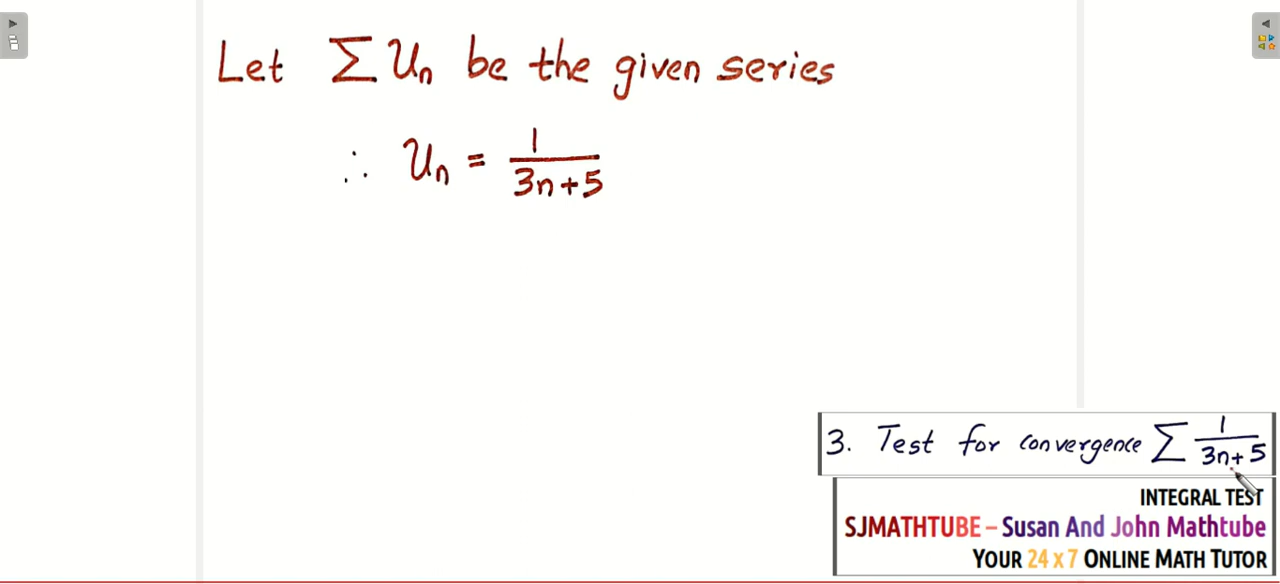 Let ∑ Un be the given series
∴ Un = 1/(3n+5)
3. Test for convergence ∑ 1/(3n+5)
INTEGRAL TEST
SJMATHTUBE – Susan And John Mathtube
YOUR 24 x 7 ONLINE MATH TUTOR